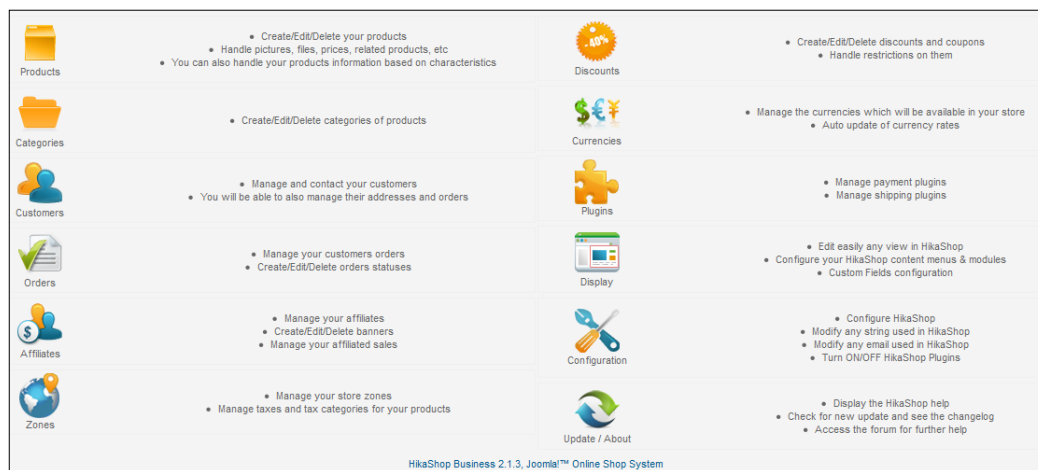 Products
• Create/Edit/Delete your products
• Handle pictures, files, prices, related products, etc
• You can also handle your products information based on characteristics
-40%
Discounts
• Create/Edit/Delete discounts and coupons
• Handle restrictions on them
Categories
• Create/Edit/Delete categories of products
$€¥
Currencies
• Manage the currencies which will be available in your store
• Auto update of currency rates
Customers
• Manage and contact your customers
• You will be able to also manage their addresses and orders
Plugins
• Manage payment plugins
• Manage shipping plugins
Orders
• Manage your customers orders
• Create/Edit/Delete orders statuses
Display
• Edit easily any view in HikaShop
• Configure your HikaShop content menus & modules
• Custom Fields configuration
$
Affiliates
• Manage your affiliates
• Create/Edit/Delete banners
• Manage your affiliated sales
Configuration
• Configure HikaShop
• Modify any string used in HikaShop
• Modify any email used in HikaShop
• Turn ON/OFF HikaShop Plugins
Zones
• Manage your store zones
• Manage taxes and tax categories for your products
Update / About
• Display the HikaShop help
• Check for new update and see the changelog
• Access the forum for further help
HikaShop Business 2.1.3, Joomla!™ Online Shop System